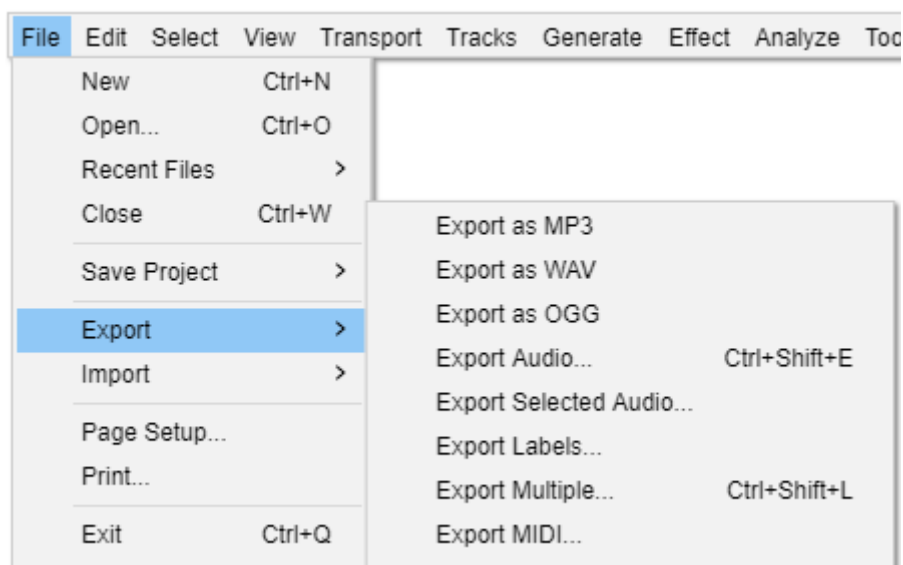 File Edit Select View Transport Tracks Generate Effect Analyze
New Ctrl+N
Open... Ctrl+O
Recent Files >
Close Ctrl+W
Save Project >
Export >
Import >
Page Setup...
Print...
Exit Ctrl+Q
Export as MP3
Export as WAV
Export as OGG
Export Audio... Ctrl+Shift+E
Export Selected Audio...
Export Labels...
Export Multiple... Ctrl+Shift+L
Export MIDI...